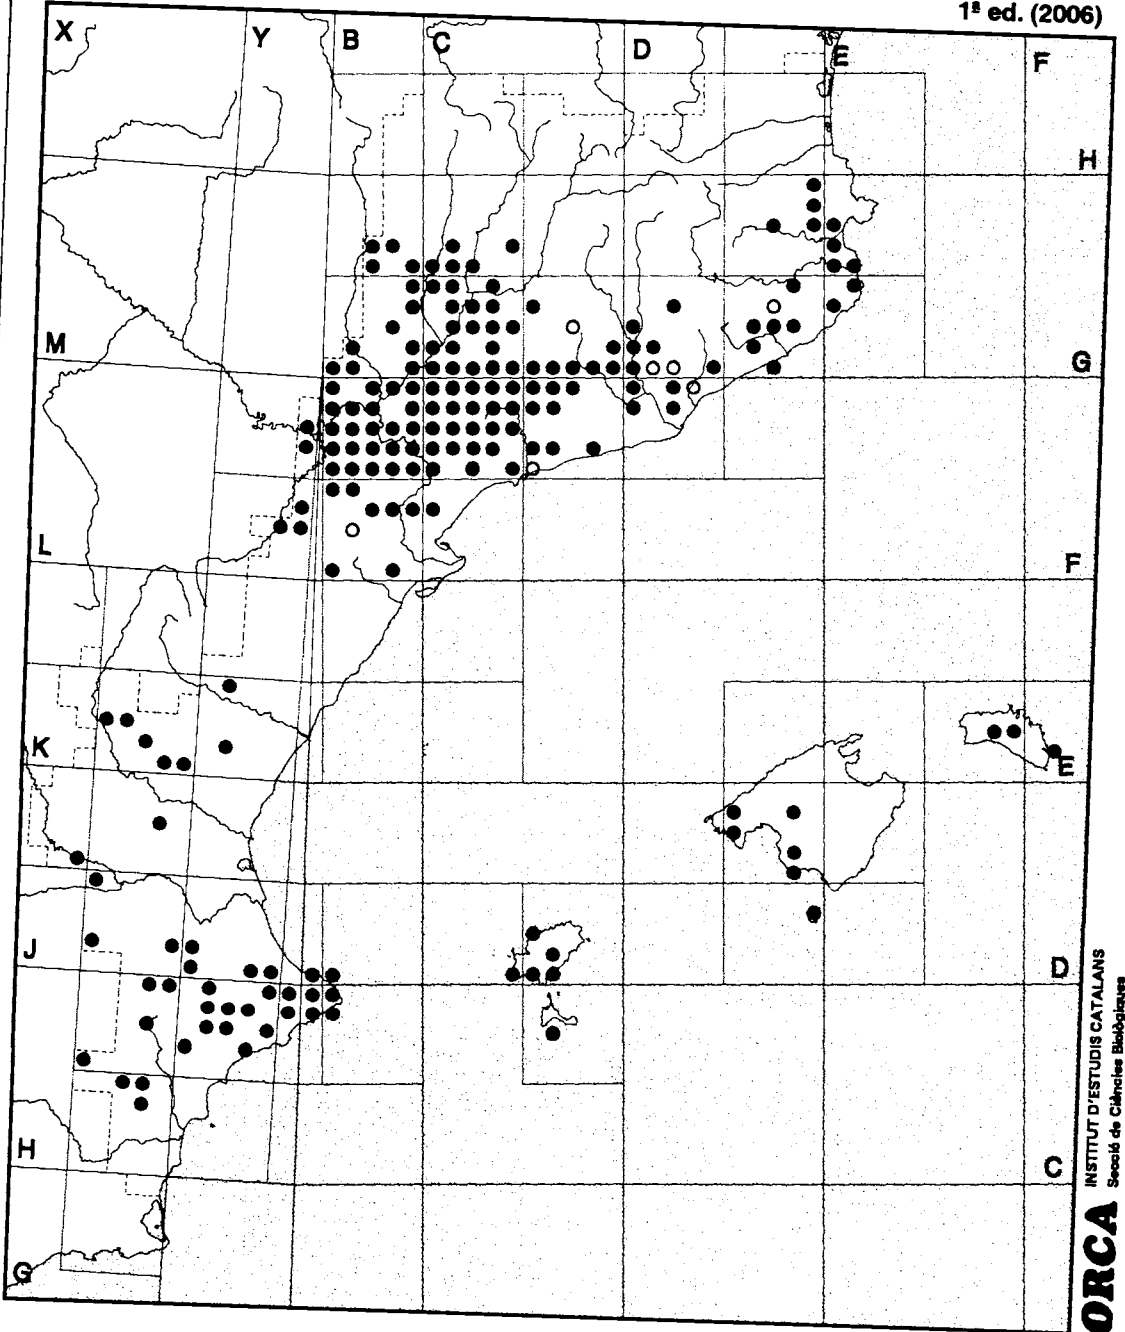 1ª ed. (2006)
X
Y
B
C
D
E
F
H
M
G
L
F
K
E
J
D
H
C
G
INSTITUT D'ESTUDIS CATALANS
Secció de Ciències Biològiques
ORCA